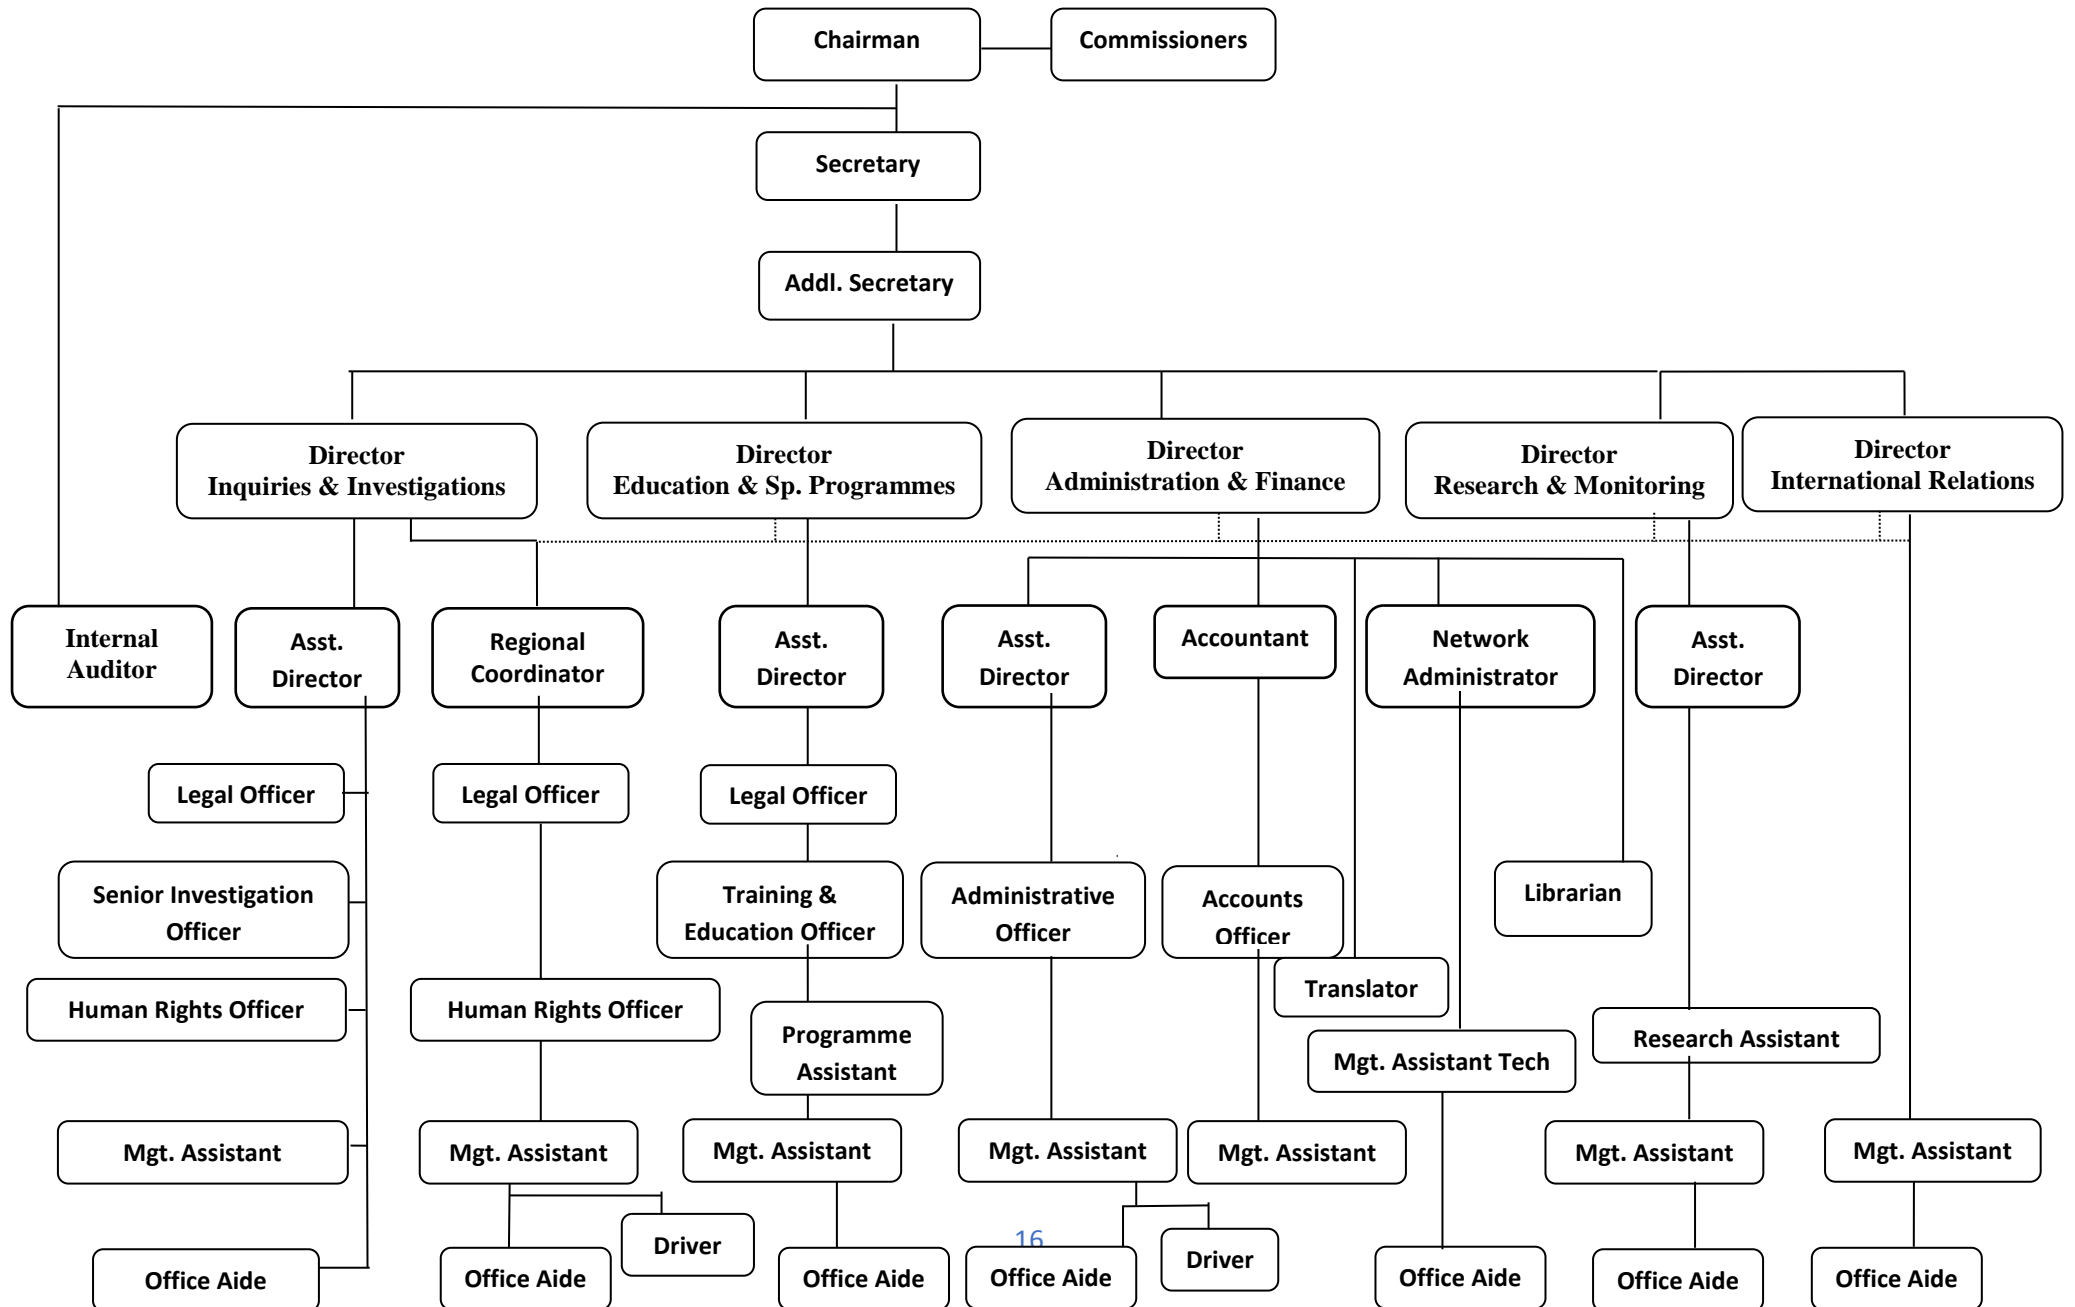 Chairman
Commissioners
Secretary
Addl. Secretary
Director
Inquiries & Investigations
Director
Education & Sp. Programmes
Director
Administration & Finance
Director
Research & Monitoring
Director
International Relations
Internal
Auditor
Asst.
Director
Regional
Coordinator
Asst.
Director
Asst.
Director
Accountant
Network
Administrator
Asst.
Director
Legal Officer
Legal Officer
Legal Officer
Senior Investigation
Officer
Training &
Education Officer
Administrative
Officer
Accounts
Officer
Librarian
Translator
Human Rights Officer
Human Rights Officer
Programme
Assistant
Mgt. Assistant Tech
Research Assistant
Mgt. Assistant
Mgt. Assistant
Mgt. Assistant
Mgt. Assistant
Mgt. Assistant
Mgt. Assistant
Mgt. Assistant
Driver
16
Driver
Office Aide
Office Aide
Office Aide
Office Aide
Office Aide
Office Aide
Office Aide